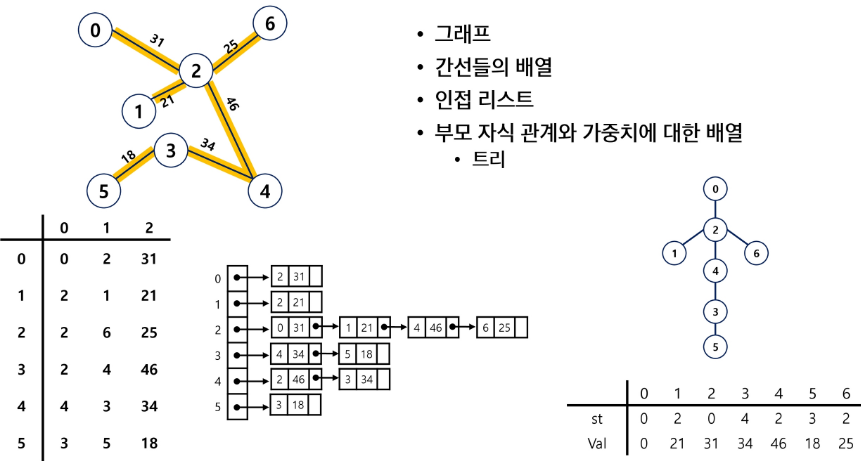 0
6
31
25
2
1
21
46
3
34
18
5
4
• 그래프
• 간선들의 배열
• 인접 리스트
• 부모 자식 관계와 가중치에 대한 배열
• 트리
0 1 2
0 0 2 31
1 2 1 21
2 2 6 25
3 2 4 46
4 4 3 34
5 3 5 18
0 2 31
1 2 21
2 0 31 1 21 4 46 6 25
3 4 34 5 18
4 2 46 3 34
5 3 18
0
2
1 6
4
3
5
0 1 2 3 4 5 6
st 0 2 0 4 2 3 2
Val 0 21 31 34 46 18 25